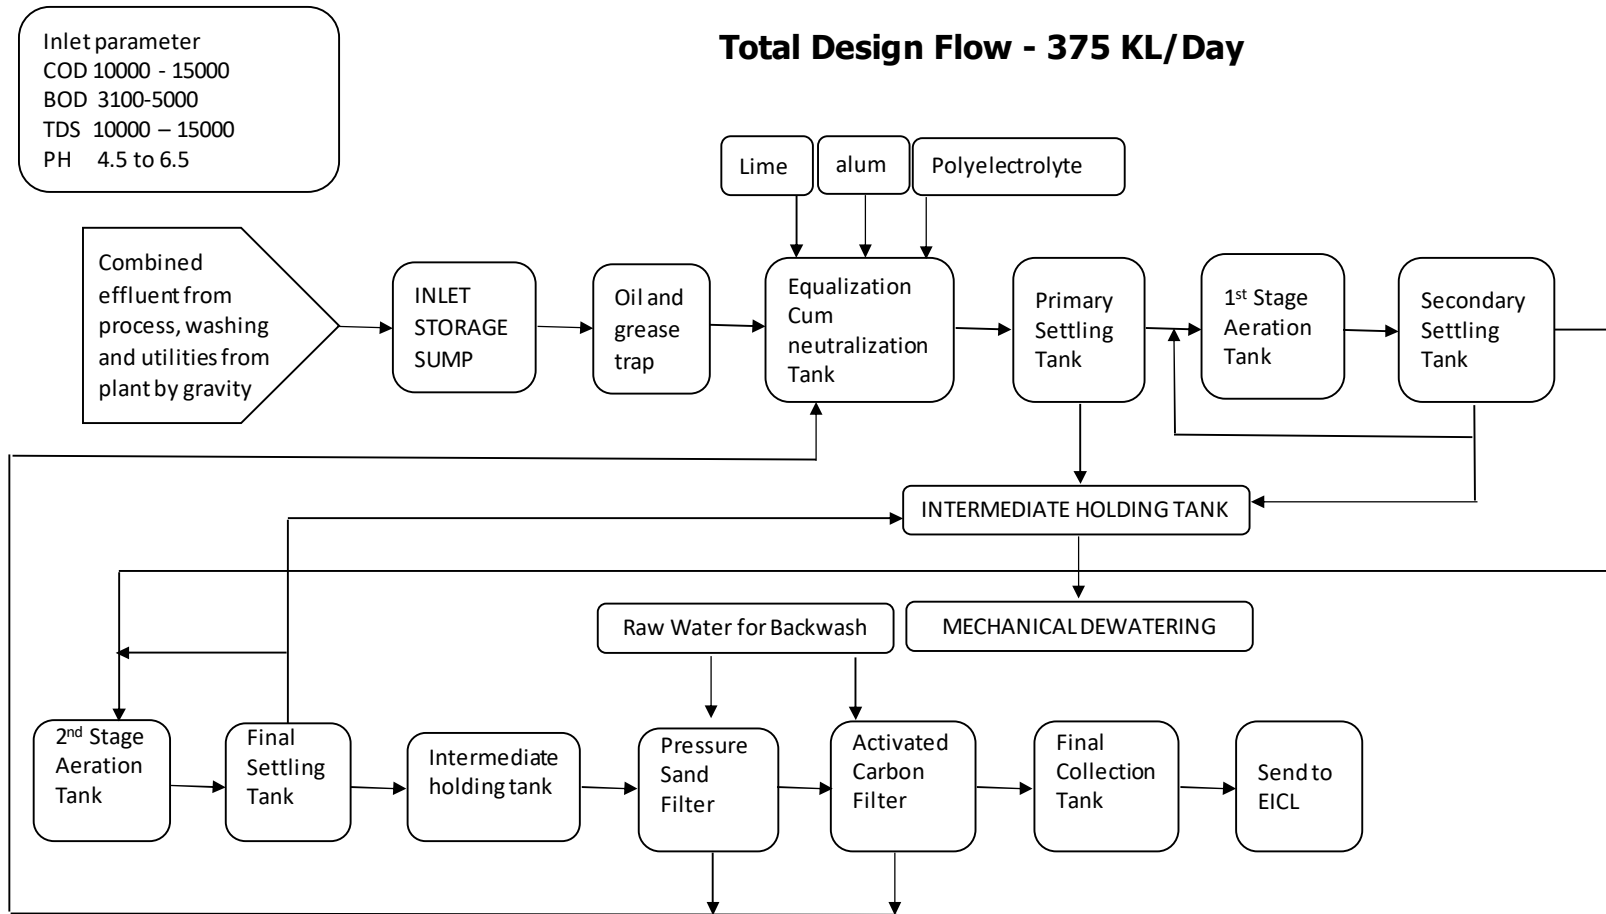 Inlet parameter
COD 10000 - 15000
BOD 3100-5000
TDS 10000 – 15000
PH 4.5 to 6.5
Total Design Flow - 375 KL/Day
Lime
alum
Polyelectrolyte
Combined
effluent from
process, washing
and utilities from
plant by gravity
INLET
STORAGE
SUMP
Oil and
grease
trap
Equalization
Cum
neutralization
Tank
Primary
Settling
Tank
1st Stage
Aeration
Tank
Secondary
Settling
Tank
INTERMEDIATE HOLDING TANK
Raw Water for Backwash
MECHANICAL DEWATERING
2nd Stage
Aeration
Tank
Final
Settling
Tank
Intermediate
holding tank
Pressure
Sand
Filter
Activated
Carbon
Filter
Final
Collection
Tank
Send to
EICL